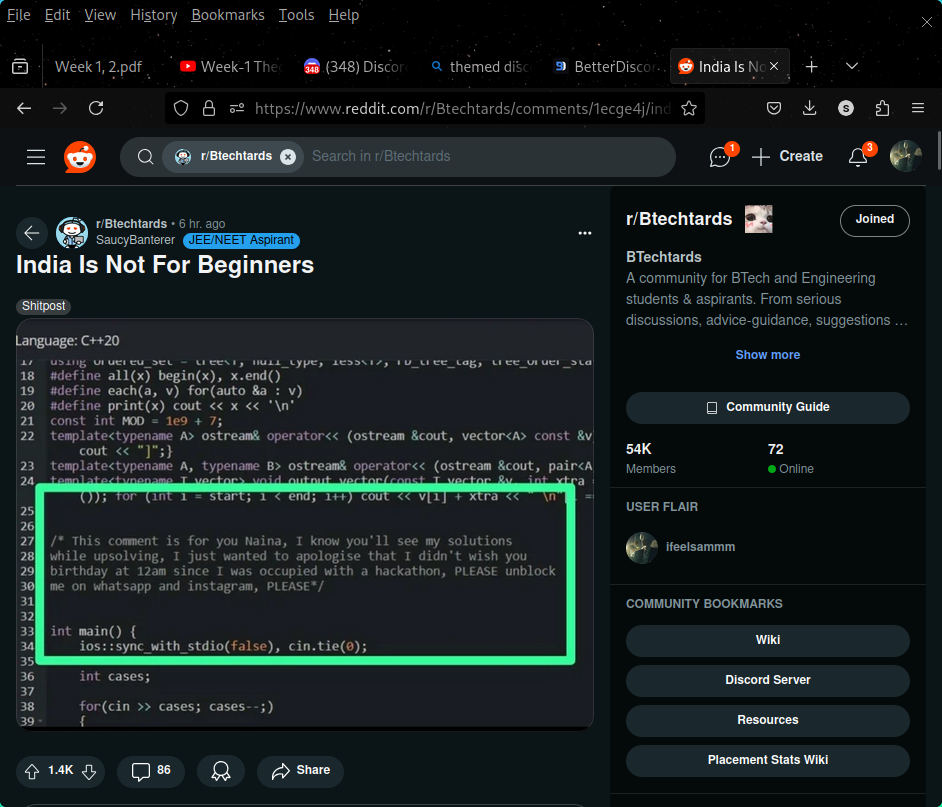 File Edit View History Bookmarks Tools Help
Week 1, 2.pdf
Week-1 The
(348) Discor
themed disc
BetterDiscor
India Is No
https://www.reddit.com/r/Btechtards/comments/1ecge4j/ind
S
r/Btechtards
Search in r/Btechtards
1
Create
3
r/Btechtards • 6 hr. ago
SaucyBanterer JEE/NEET Aspirant
India Is Not For Beginners
Shitpost
Language: C++20
17 using ordered_set = tree<T, null_type, less<T>, rb_tree_tag, tree_order_sta
18 #define all(x) begin(x), x.end()
19 #define each(a, v) for(auto &a : v)
20 #define print(x) cout << x << '\n'
21 const int MOD = 1e9 + 7;
22 template<typename A> ostream& operator<< (ostream &cout, vector<A> const &v
cout << "]";}
23 template<typename A, typename B> ostream& operator<< (ostream &cout, pair<A
24 template<typename T_vector> void output_vector(const T_vector &v, int xtra
()); for (int i = start; i < end; i++) cout << v[i] + xtra << " \n"[i ==
25
26
27 /* This comment is for you Naina, I know you'll see my solutions
28 while upsolving, I just wanted to apologise that I didn't wish you
29 birthday at 12am since I was occupied with a hackathon, PLEASE unblock
30 me on whatsapp and instagram, PLEASE*/
31
32
33 int main() {
34 ios::sync_with_stdio(false), cin.tie(0);
35
36 int cases;
37
38 for(cin >> cases; cases--;)
39 {
1.4K
86
Share
r/Btechtards
Joined
BTechtards
A community for BTech and Engineering
students & aspirants. From serious
discussions, advice-guidance, suggestions …
Show more
Community Guide
54K 72
Members Online
USER FLAIR
ifeelsammm
COMMUNITY BOOKMARKS
Wiki
Discord Server
Resources
Placement Stats Wiki